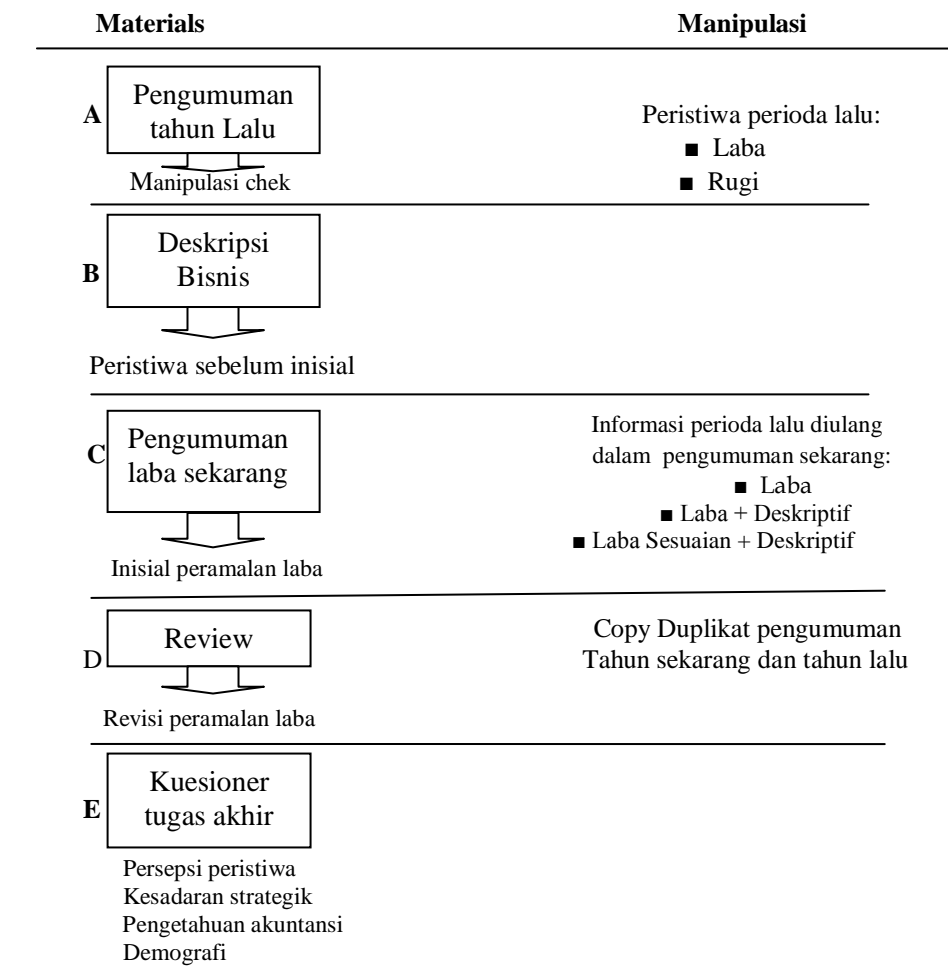 Materials Manipulasi
A Pengumuman
tahun Lalu
Manipulasi chek
Peristiwa perioda lalu:
■ Laba
■ Rugi
B Deskripsi
Bisnis
Peristiwa sebelum inisial
C Pengumuman
laba sekarang
Inisial peramalan laba
Informasi perioda lalu diulang
dalam pengumuman sekarang:
■ Laba
■ Laba + Deskriptif
■ Laba Sesuaian + Deskriptif
D Review
Revisi peramalan laba
Copy Duplikat pengumuman
Tahun sekarang dan tahun lalu
E Kuesioner
tugas akhir
Persepsi peristiwa
Kesadaran strategik
Pengetahuan akuntansi
Demografi